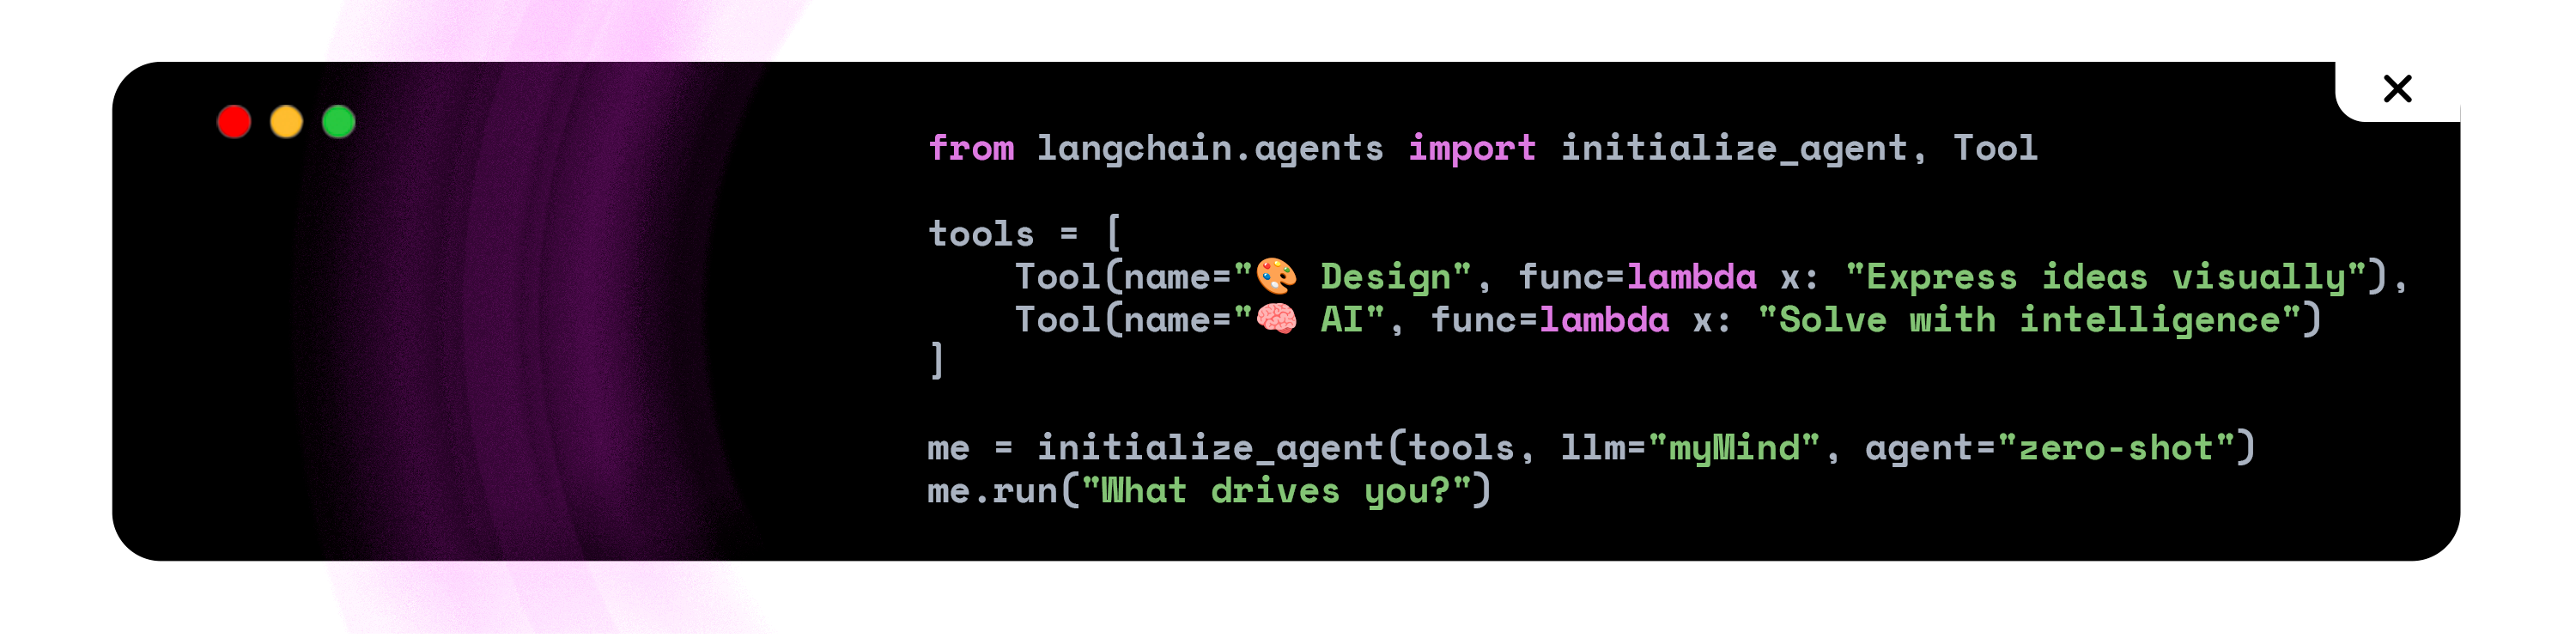 from langchain.agents import initialize_agent, Tool
tools = [
    Tool(name="🎨 Design", func=lambda x: "Express ideas visually"),
    Tool(name="🧠 AI", func=lambda x: "Solve with intelligence")
]
me = initialize_agent(tools, llm="myMind", agent="zero-shot")
me.run("What drives you?")